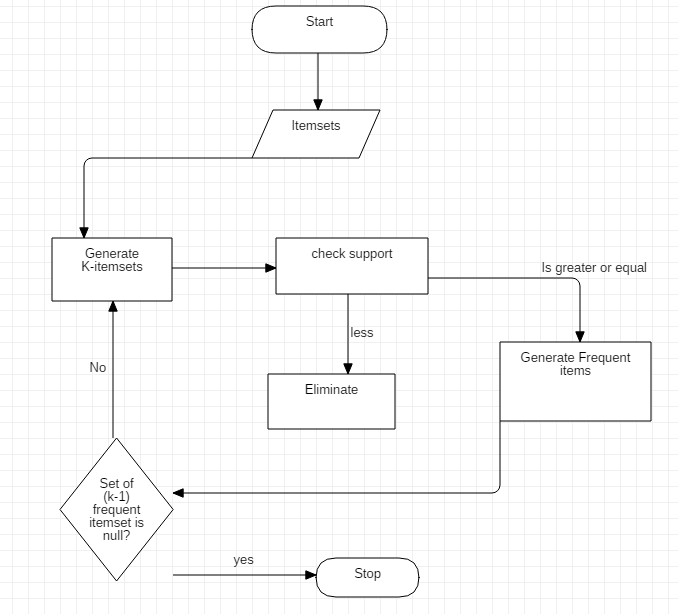 Start
Itemsets
Generate
K-itemsets
check support
Is greater or equal
less
Generate Frequent
items
Eliminate
No
Set of
(k-1)
frequent
itemset is
null?
yes
Stop